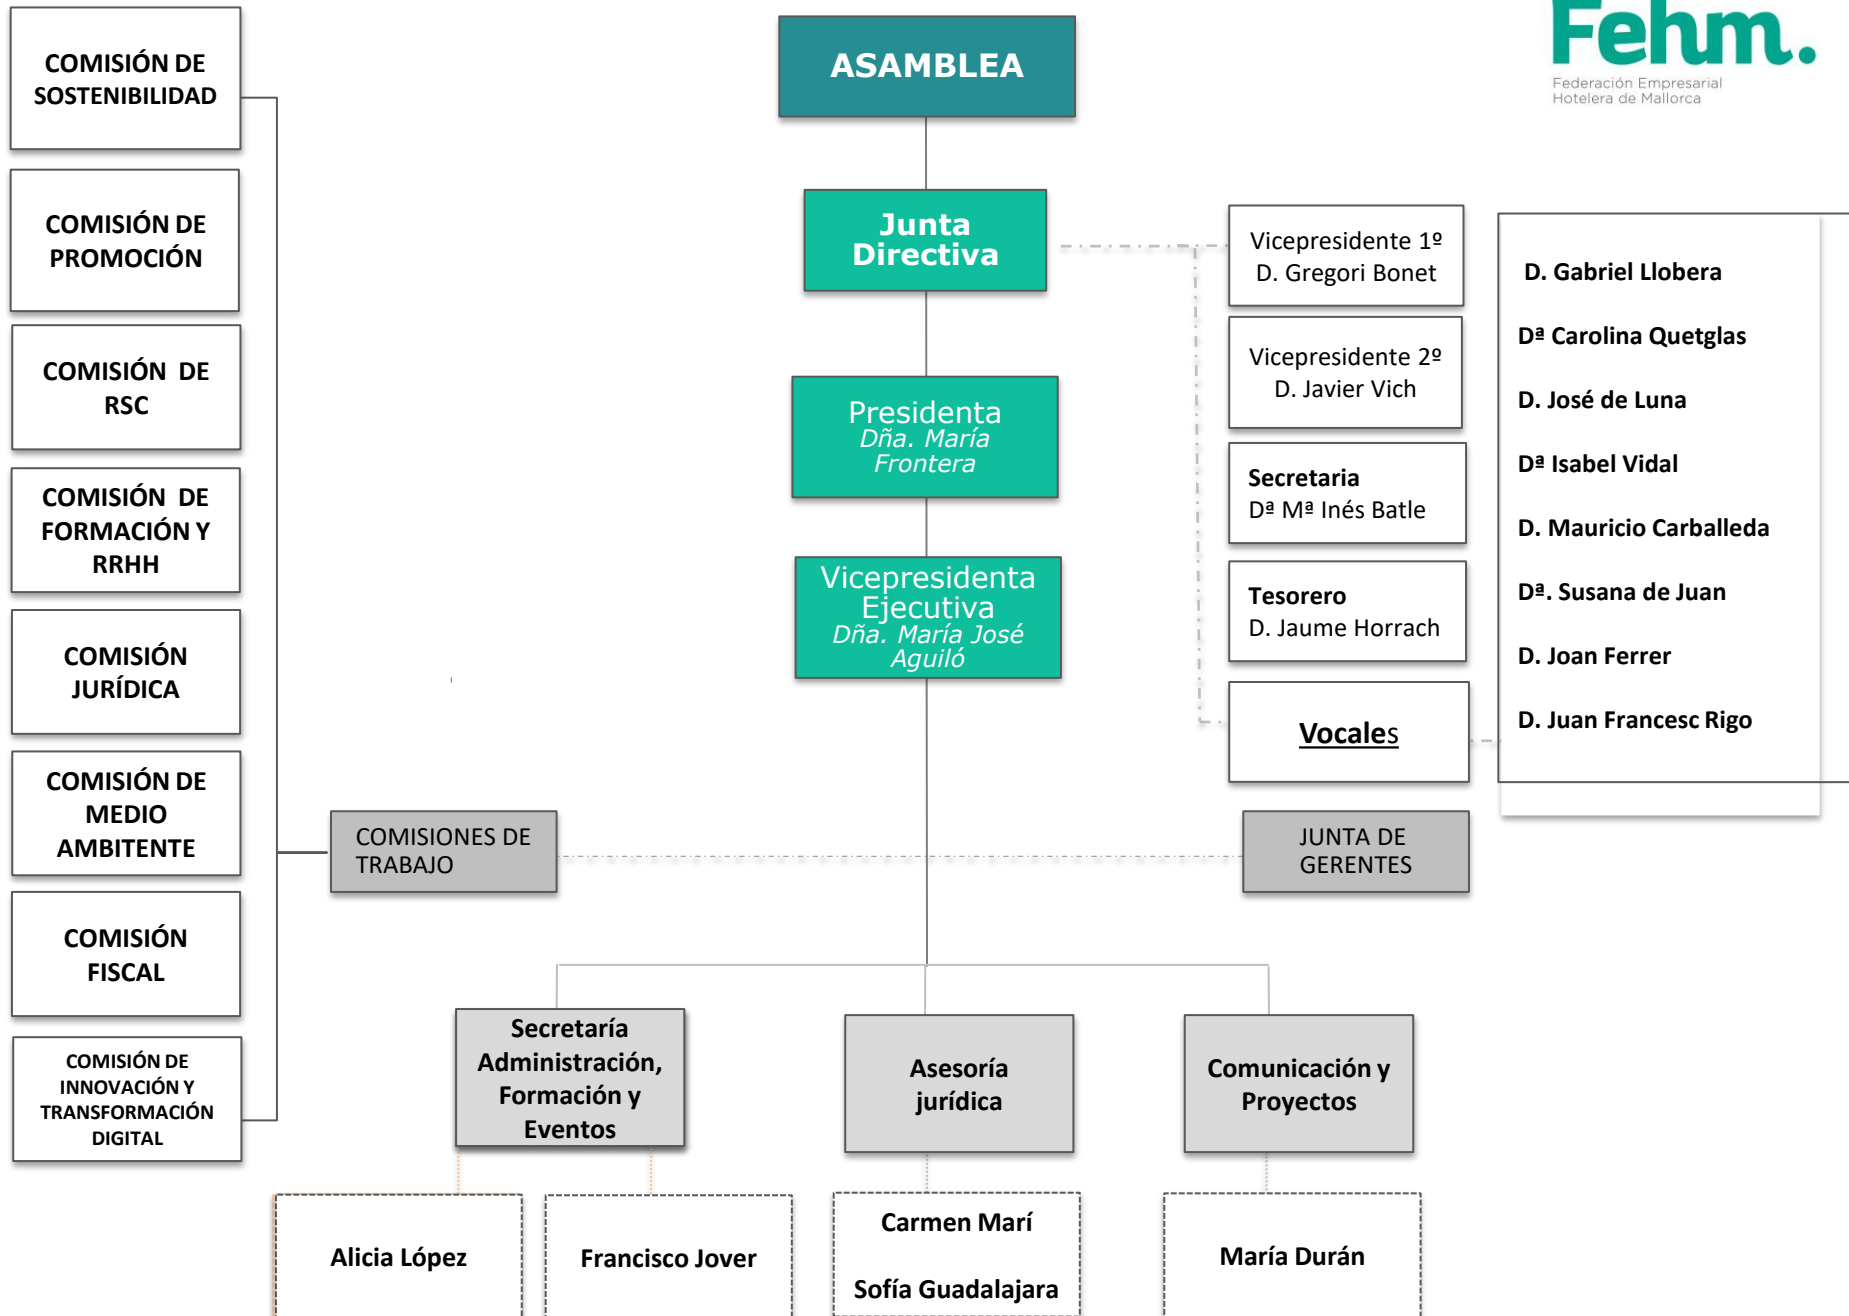 COMISIÓN DE
SOSTENIBILIDAD
COMISIÓN DE
PROMOCIÓN
COMISIÓN DE
RSC
COMISIÓN DE
FORMACIÓN Y
RRHH
COMISIÓN
JURÍDICA
COMISIÓN DE
MEDIO
AMBITENTE
COMISIÓN
FISCAL
COMISIÓN DE
INNOVACIÓN Y
TRANSFORMACIÓN
DIGITAL
COMISIONES DE
TRABAJO
ASAMBLEA
Junta
Directiva
Presidenta
Dña. María
Frontera
Vicepresidenta
Ejecutiva
Dña. María José
Aguiló
Fehm.
Federación Empresarial
Hotelera de Mallorca
Vicepresidente 1º
D. Gregori Bonet
Vicepresidente 2º
D. Javier Vich
Secretaria
Dª Mª Inés Batle
Tesorero
D. Jaume Horrach
Vocales
D. Gabriel Llobera
Dª Carolina Quetglas
D. José de Luna
Dª Isabel Vidal
D. Mauricio Carballeda
Dª. Susana de Juan
D. Joan Ferrer
D. Juan Francesc Rigo
JUNTA DE
GERENTES
Secretaría
Administración,
Formación y
Eventos
Asesoría
jurídica
Comunicación y
Proyectos
Alicia López
Francisco Jover
Carmen Marí
Sofía Guadalajara
María Durán